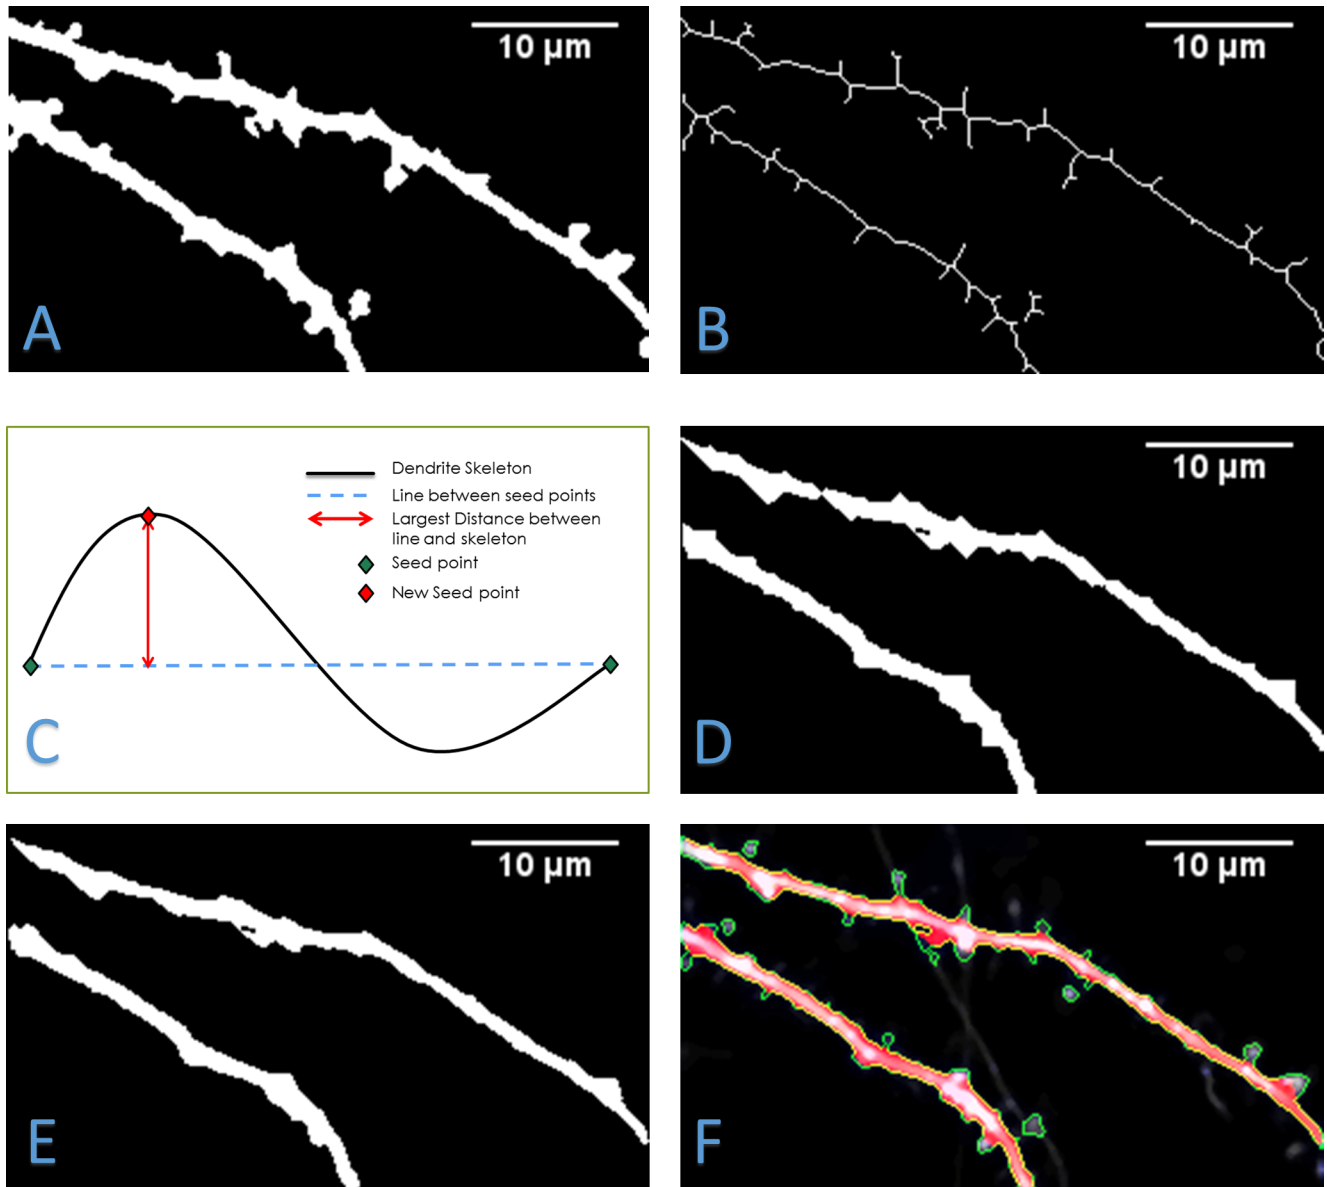 10 µm
A
10 µm
B
Dendrite Skeleton
Line between seed points
Largest Distance between
line and skeleton
Seed point
New Seed point
C
10 µm
D
10 µm
E
10 µm
F